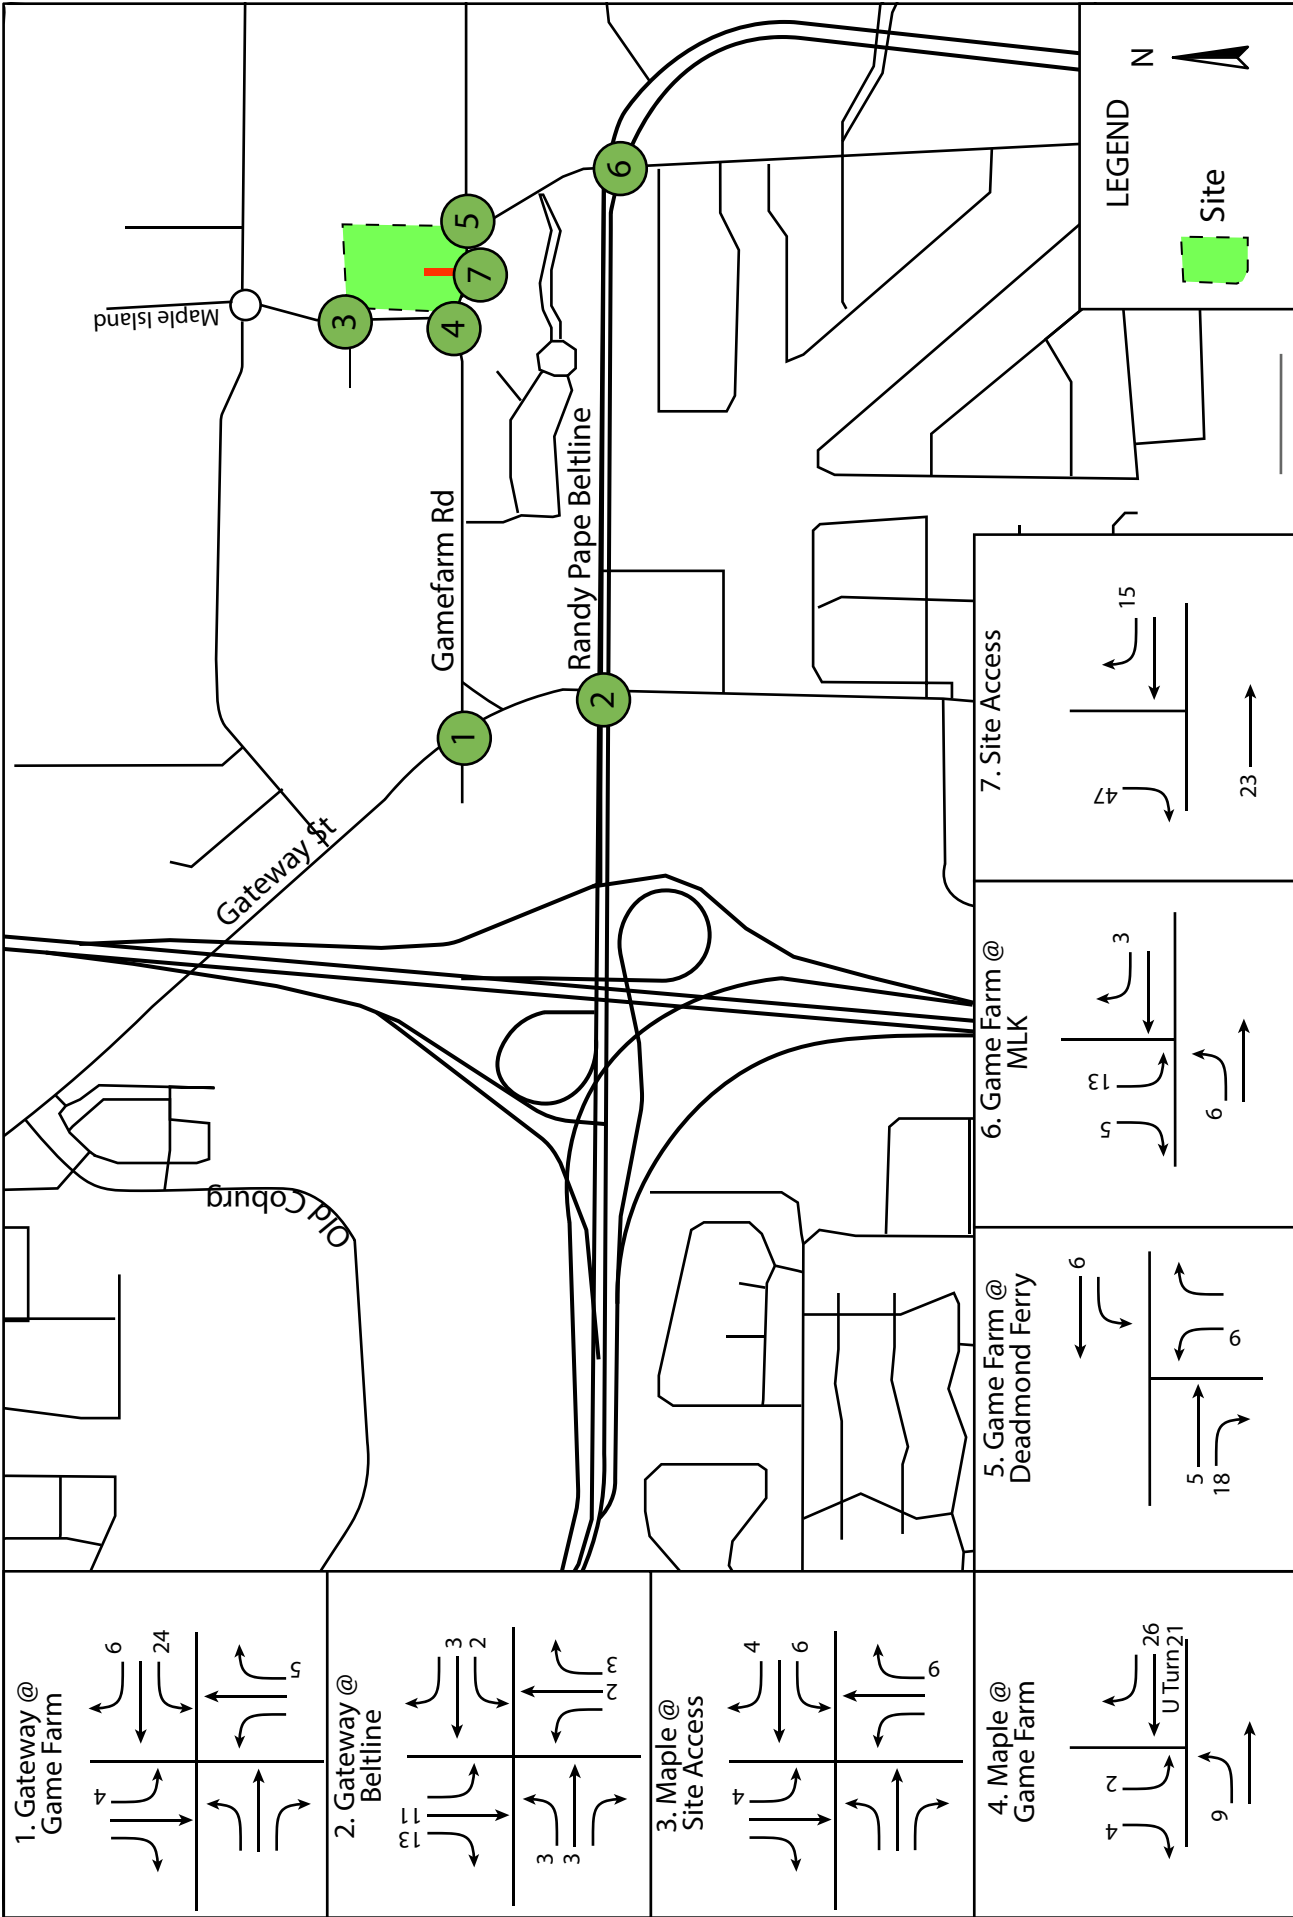 1. Gateway @
Game Farm
4
6
24
5
2. Gateway @
Beltline
13
11
3
2
3
3
2
3
3. Maple @
Site Access
4
4
6
9
4. Maple @
Game Farm
4
2
26
U Turn21
9
5. Game Farm @
Deadmond Ferry
6
5
18
9
6. Game Farm @
MLK
5
13
3
6
7. Site Access
47
15
23
Old Coburg
Gateway St
Gamefarm Rd
Randy Pape Beltline
Maple Island
1
2
3
4
5
6
7
LEGEND
N
Site